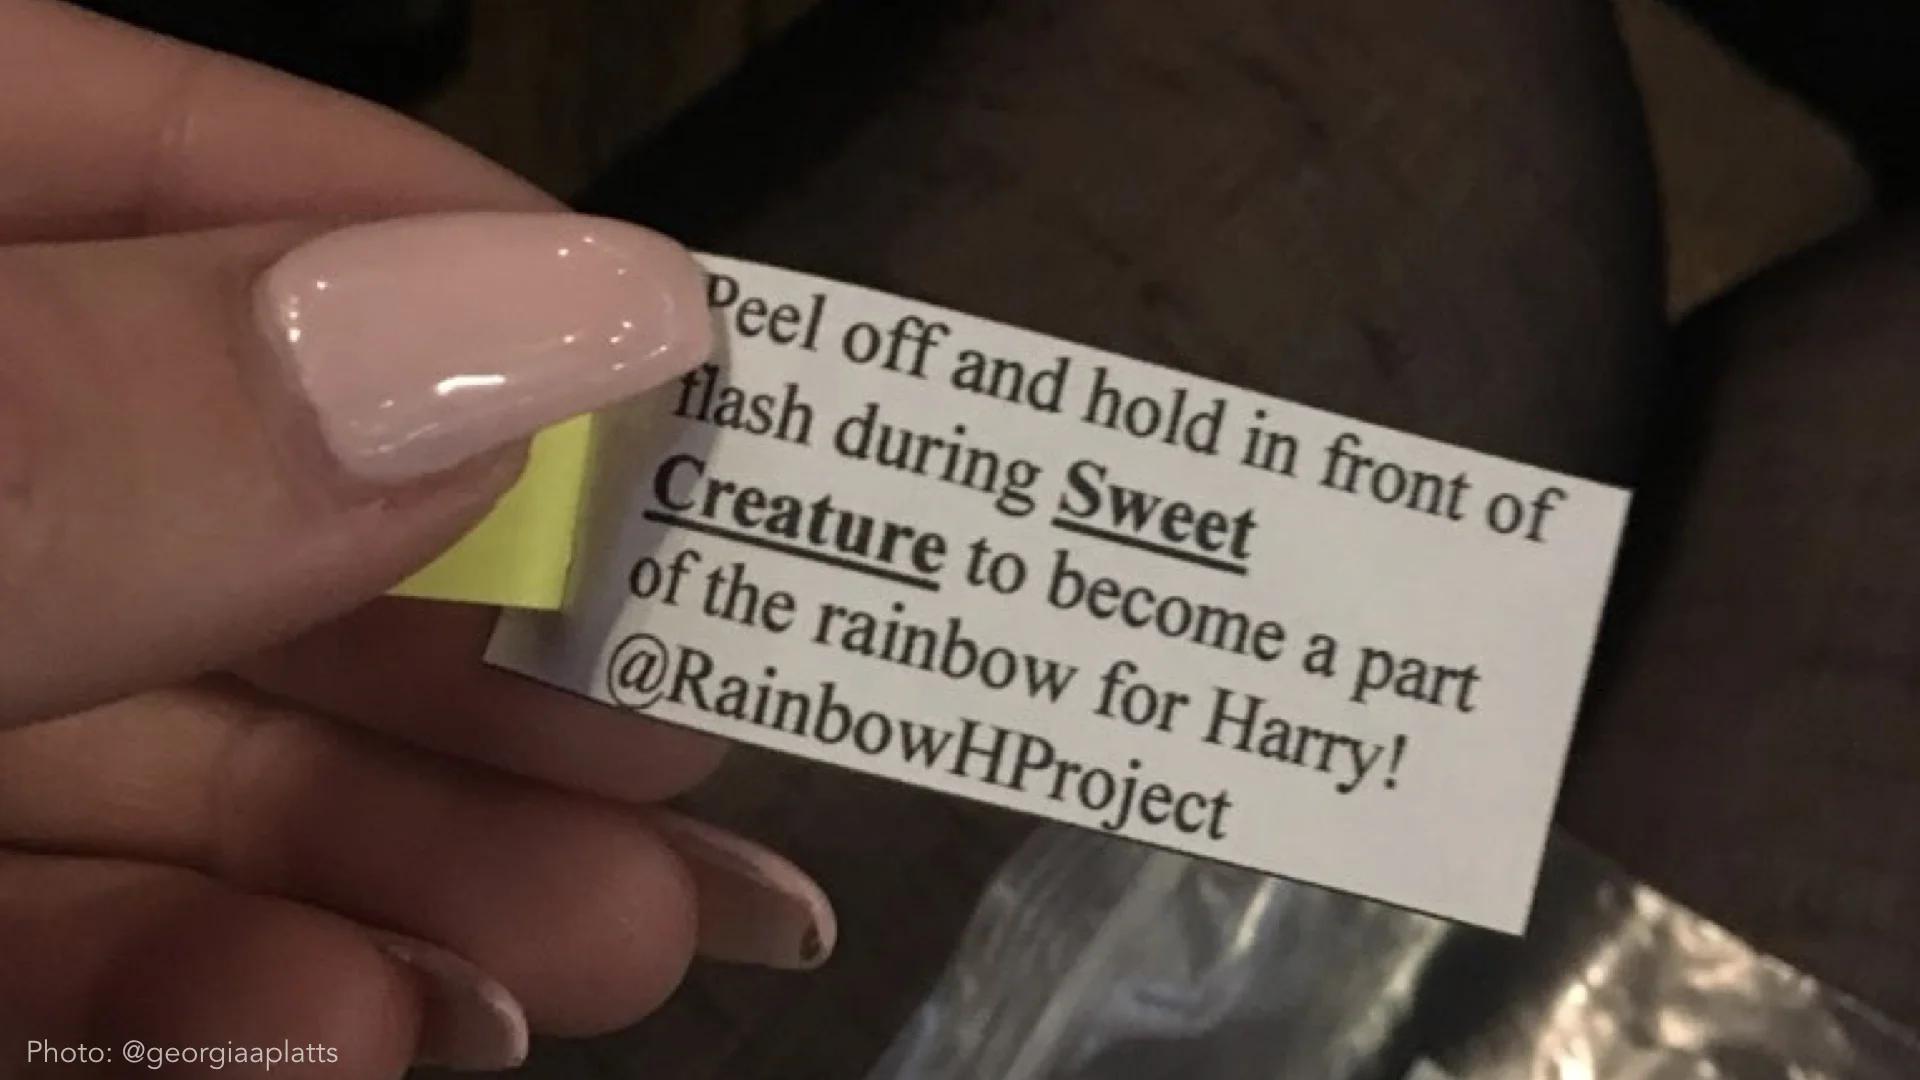 Peel off and hold in front of
flash during Sweet
Creature to become a part
of the rainbow for Harry!
@RainbowHProject
Photo: @georgiaaplatts